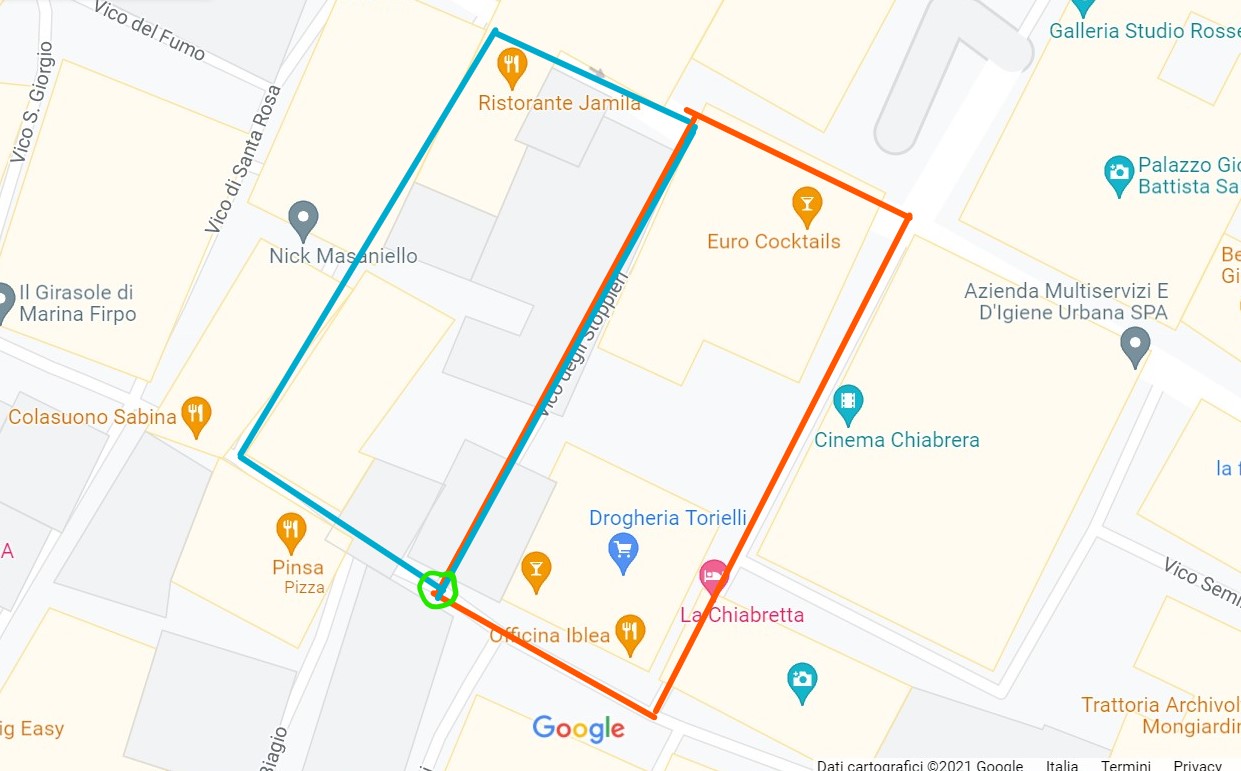 Vico del Fumo
Galleria Studio Rosse
Vico S. Giorgio
Ristorante Jamila
Vico di Santa Rosa
Palazzo Gio
Battista Sa
Euro Cocktails
Nick Masaniello
Be
Gi
Il Girasole di
Marina Firpo
Azienda Multiservizi E
D'Igiene Urbana SPA
Vico degli Stoppieri
Colasuono Sabina
Cinema Chiabrera
la f
Drogheria Torielli
A
Pinsa
Pizza
Vico Semi
La Chiabretta
Officina Iblea
Trattoria Archivol
Mongiardin
ig Easy
Google
Biagio
Dati cartografici ©2021 Google Italia Termini Privacy